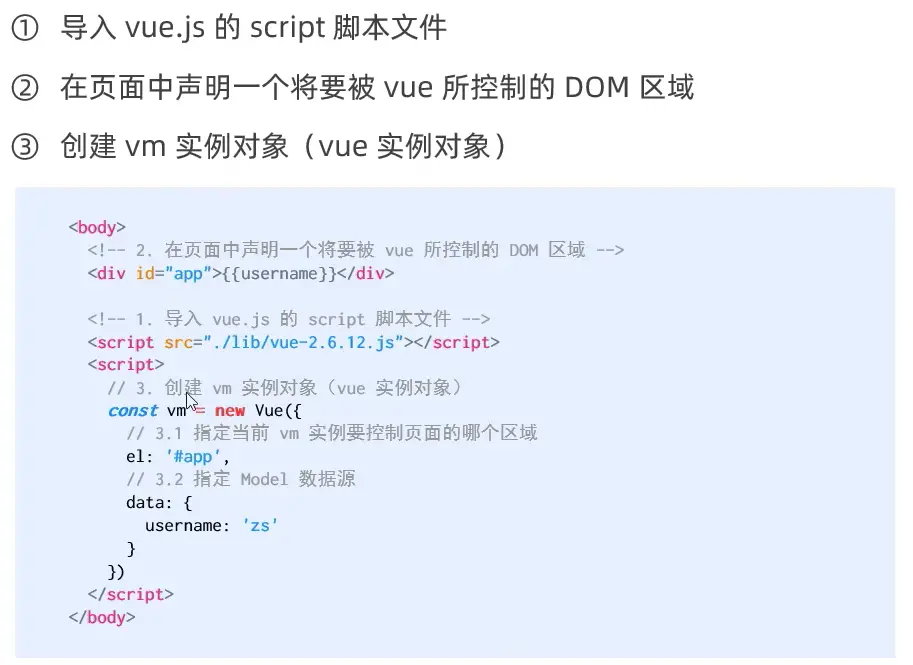 ① 导入 vue.js 的 script 脚本文件
② 在页面中声明一个将要被 vue 所控制的 DOM 区域
③ 创建 vm 实例对象（vue 实例对象）
<body>
<!-- 2. 在页面中声明一个将要被 vue 所控制的 DOM 区域 -->
<div id="app">{{username}}</div>
<!-- 1. 导入 vue.js 的 script 脚本文件 -->
<script src="./lib/vue-2.6.12.js"></script>
<script>
// 3. 创建 vm 实例对象（vue 实例对象）
const vm = new Vue({
// 3.1 指定当前 vm 实例要控制页面的哪个区域
el: '#app',
// 3.2 指定 Model 数据源
data: {
username: 'zs'
}
})
</script>
</body>